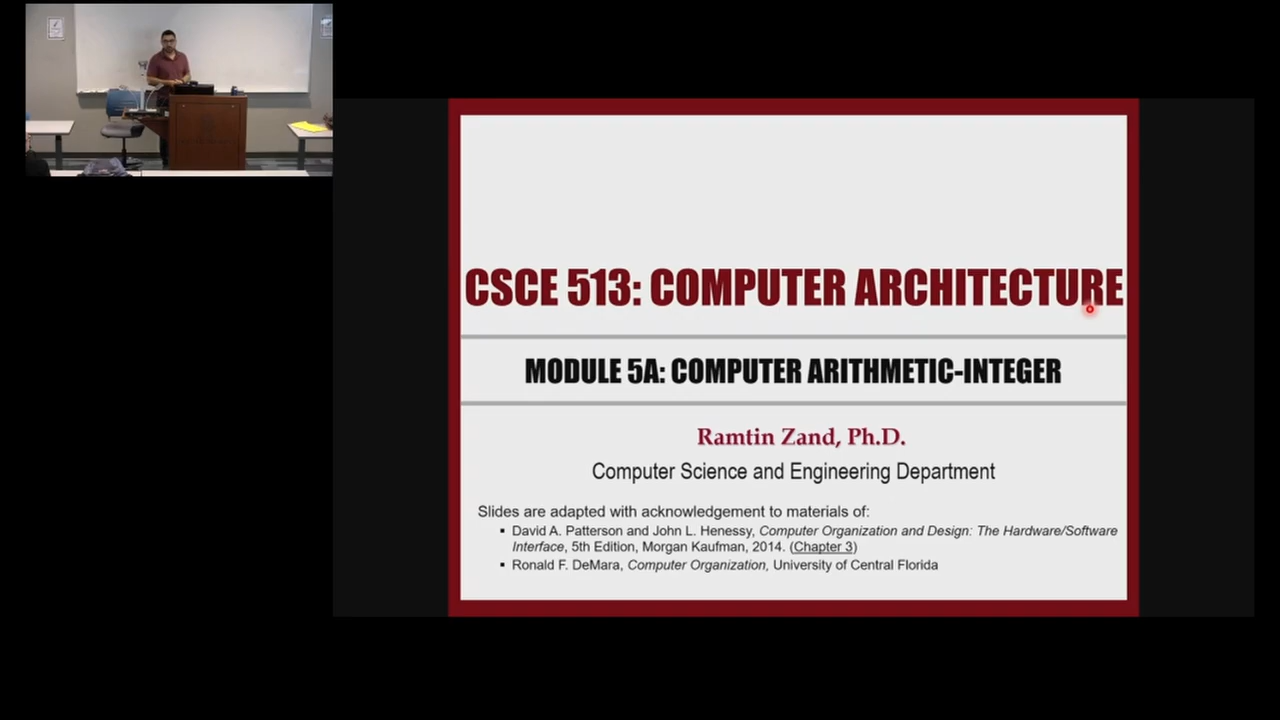 CSCE 513: COMPUTER ARCHITECTURE
MODULE 5A: COMPUTER ARITHMETIC-INTEGER
Ramtin Zand, Ph.D.
Computer Science and Engineering Department
Slides are adapted with acknowledgement to materials of:
▪ David A. Patterson and John L. Henessy, Computer Organization and Design: The Hardware/Software
Interface, 5th Edition, Morgan Kaufman, 2014. (Chapter 3)
▪ Ronald F. DeMara, Computer Organization, University of Central Florida